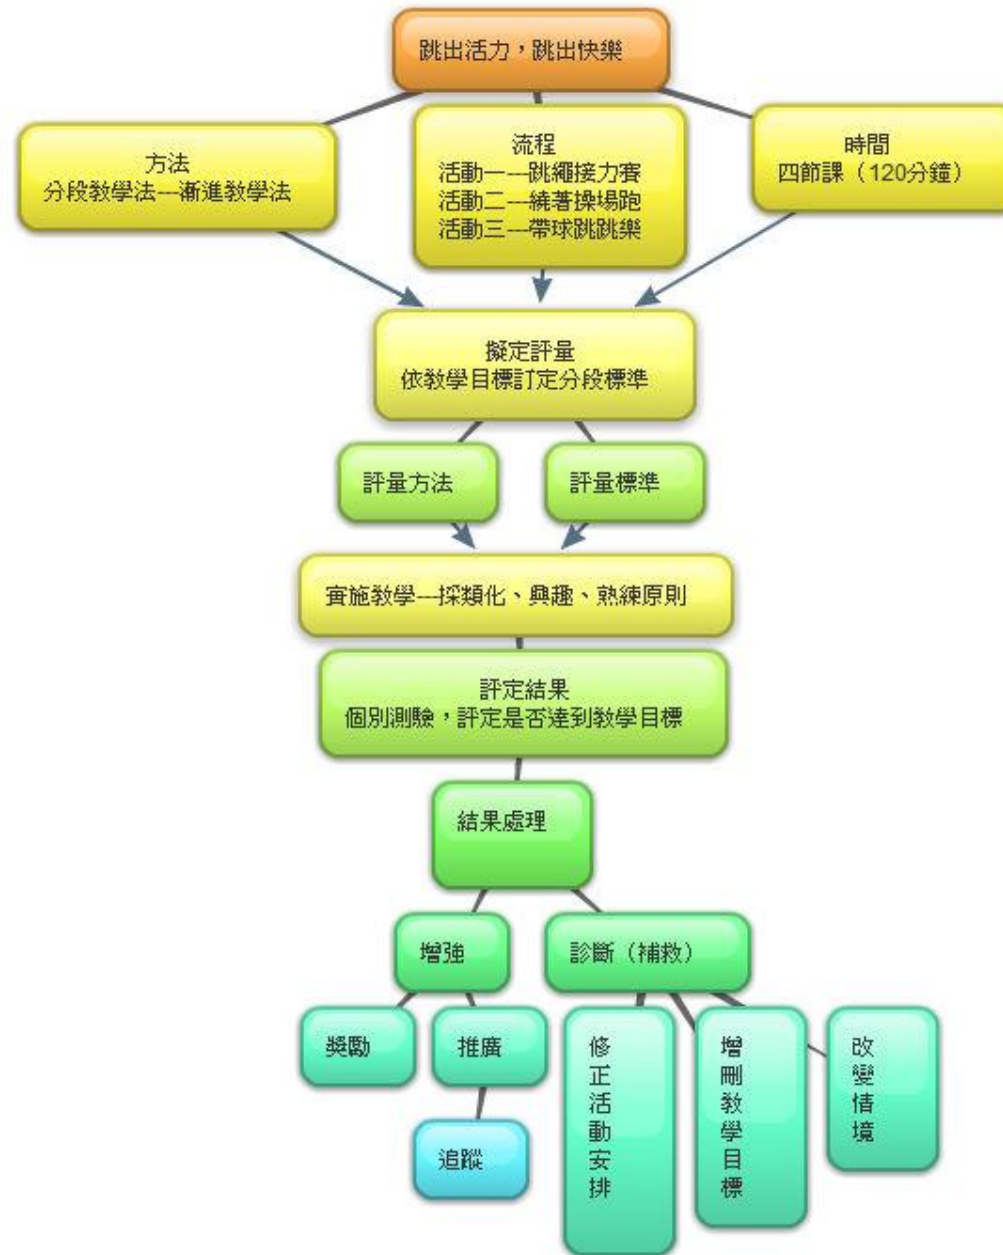 跳出活力，跳出快樂
方法
分段教學法---漸進教學法
流程
活動一---跳繩接力賽
活動二---繞著操場跑
活動三---帶球跳跳樂
時間
四節課（120分鐘）
擬定評量
依教學目標訂定分段標準
評量方法
評量標準
實施教學---採類化、興趣、熟練原則
評定結果
個別測驗，評定是否達到教學目標
結果處理
增強
診斷（補救）
獎勵
推廣
修正活動安排
增刪教學目標
改變情境
追蹤